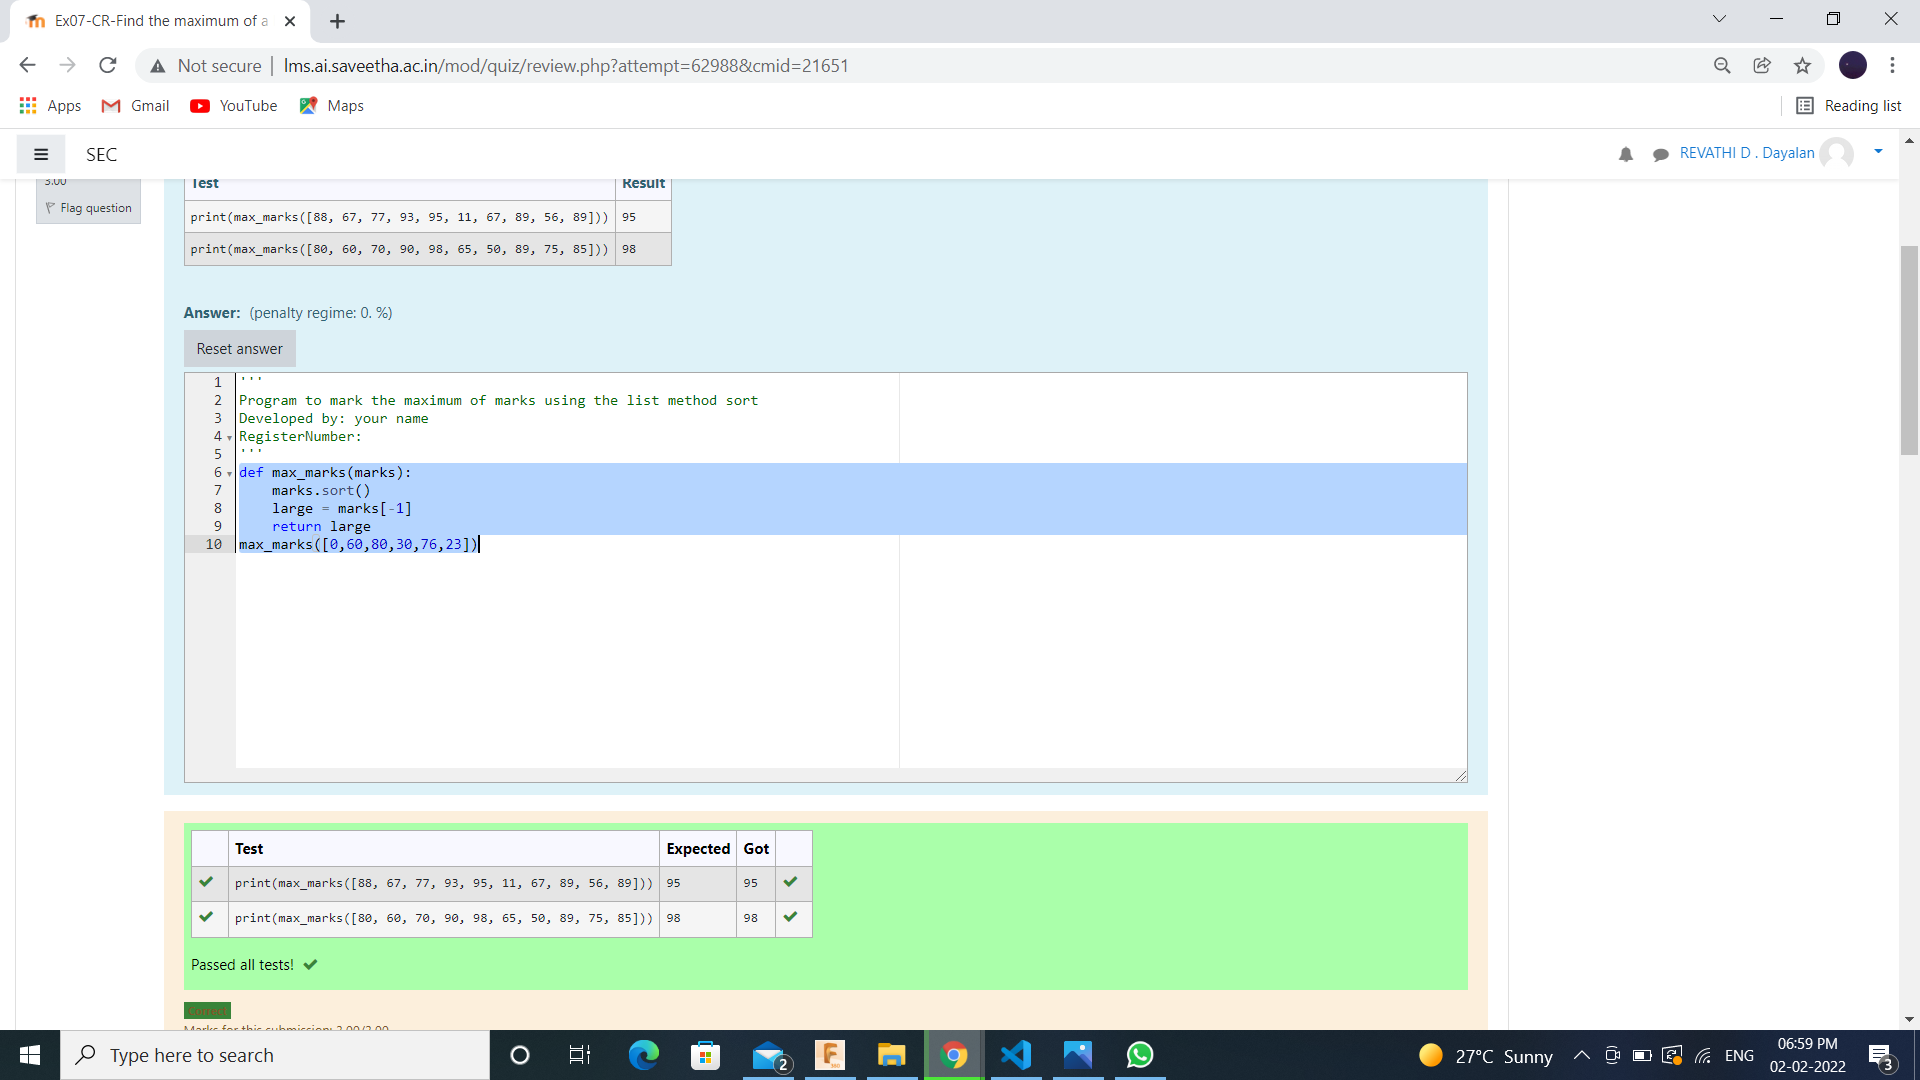 Ex07-CR-Find the maximum of a
Not secure
lms.ai.saveetha.ac.in/mod/quiz/review.php?attempt=62988&cmid=21651
Apps
Gmail
YouTube
Maps
Reading list
SEC
REVATHI D . Dayalan
3.00
Flag question
Test Result
print(max_marks([88, 67, 77, 93, 95, 11, 67, 89, 56, 89])) 95
print(max_marks([80, 60, 70, 90, 98, 65, 50, 89, 75, 85])) 98
Answer: (penalty regime: 0. %)
Reset answer
1 '''
2 Program to mark the maximum of marks using the list method sort
3 Developed by: your name
4 RegisterNumber:
5 '''
6 def max_marks(marks):
7     marks.sort()
8     large = marks[-1]
9     return large
10 max_marks([0,60,80,30,76,23])
Test Expected Got
print(max_marks([88, 67, 77, 93, 95, 11, 67, 89, 56, 89])) 95 95
print(max_marks([80, 60, 70, 90, 98, 65, 50, 89, 75, 85])) 98 98
Passed all tests!
Correct
Marks for this submission: 3.00/3.00.
Type here to search
2
27°C Sunny
ENG
06:59 PM
02-02-2022
3